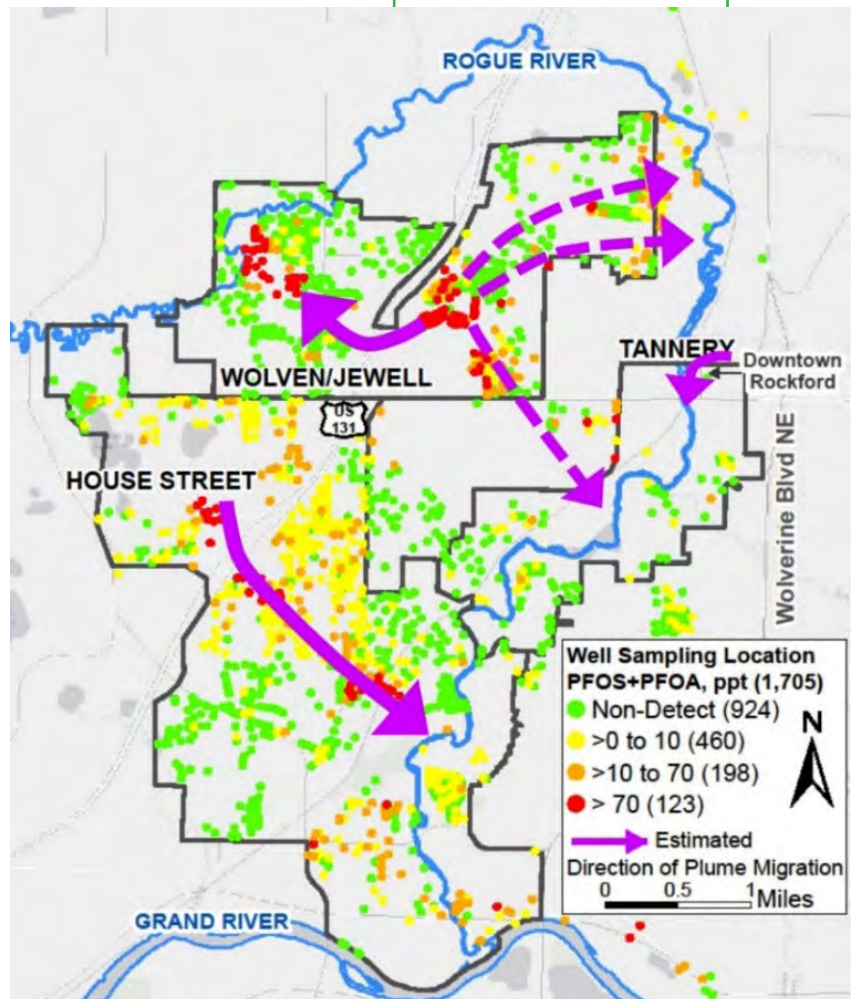 ROGUE RIVER
TANNERY
Downtown
Rockford
WOLVEN/JEWELL
US
131
HOUSE STREET
Wolverine Blvd NE
Well Sampling Location
PFOS+PFOA, ppt (1,705)
Non-Detect (924)
>0 to 10 (460)
>10 to 70 (198)
> 70 (123)
N
Estimated
Direction of Plume Migration
0 0.5 1
Miles
GRAND RIVER